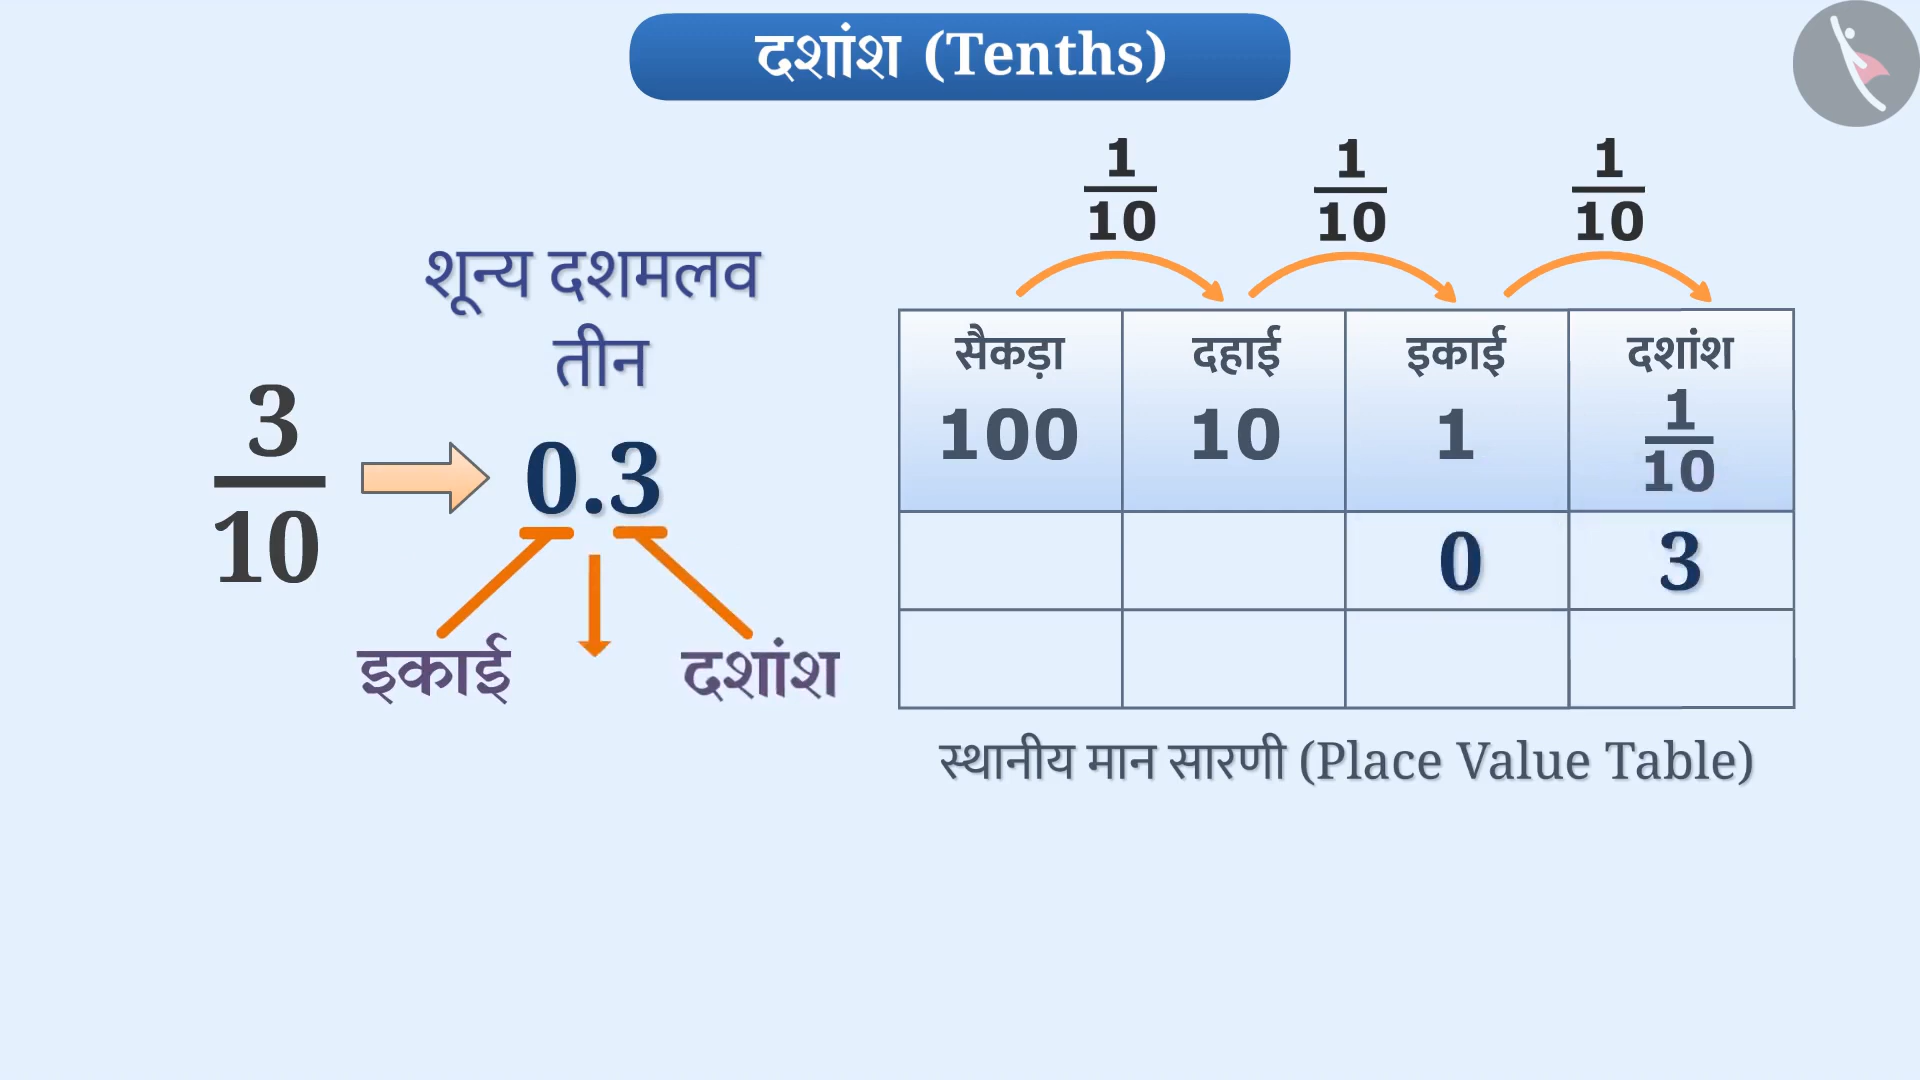 दशांश (Tenths)
शून्य दशमलव
तीन
3
10
0.3
इकाई
दशांश
1
10
1
10
1
10
सैकड़ा दहाई इकाई दशांश
100 10 1 1
10
0 3
स्थानीय मान सारणी (Place Value Table)